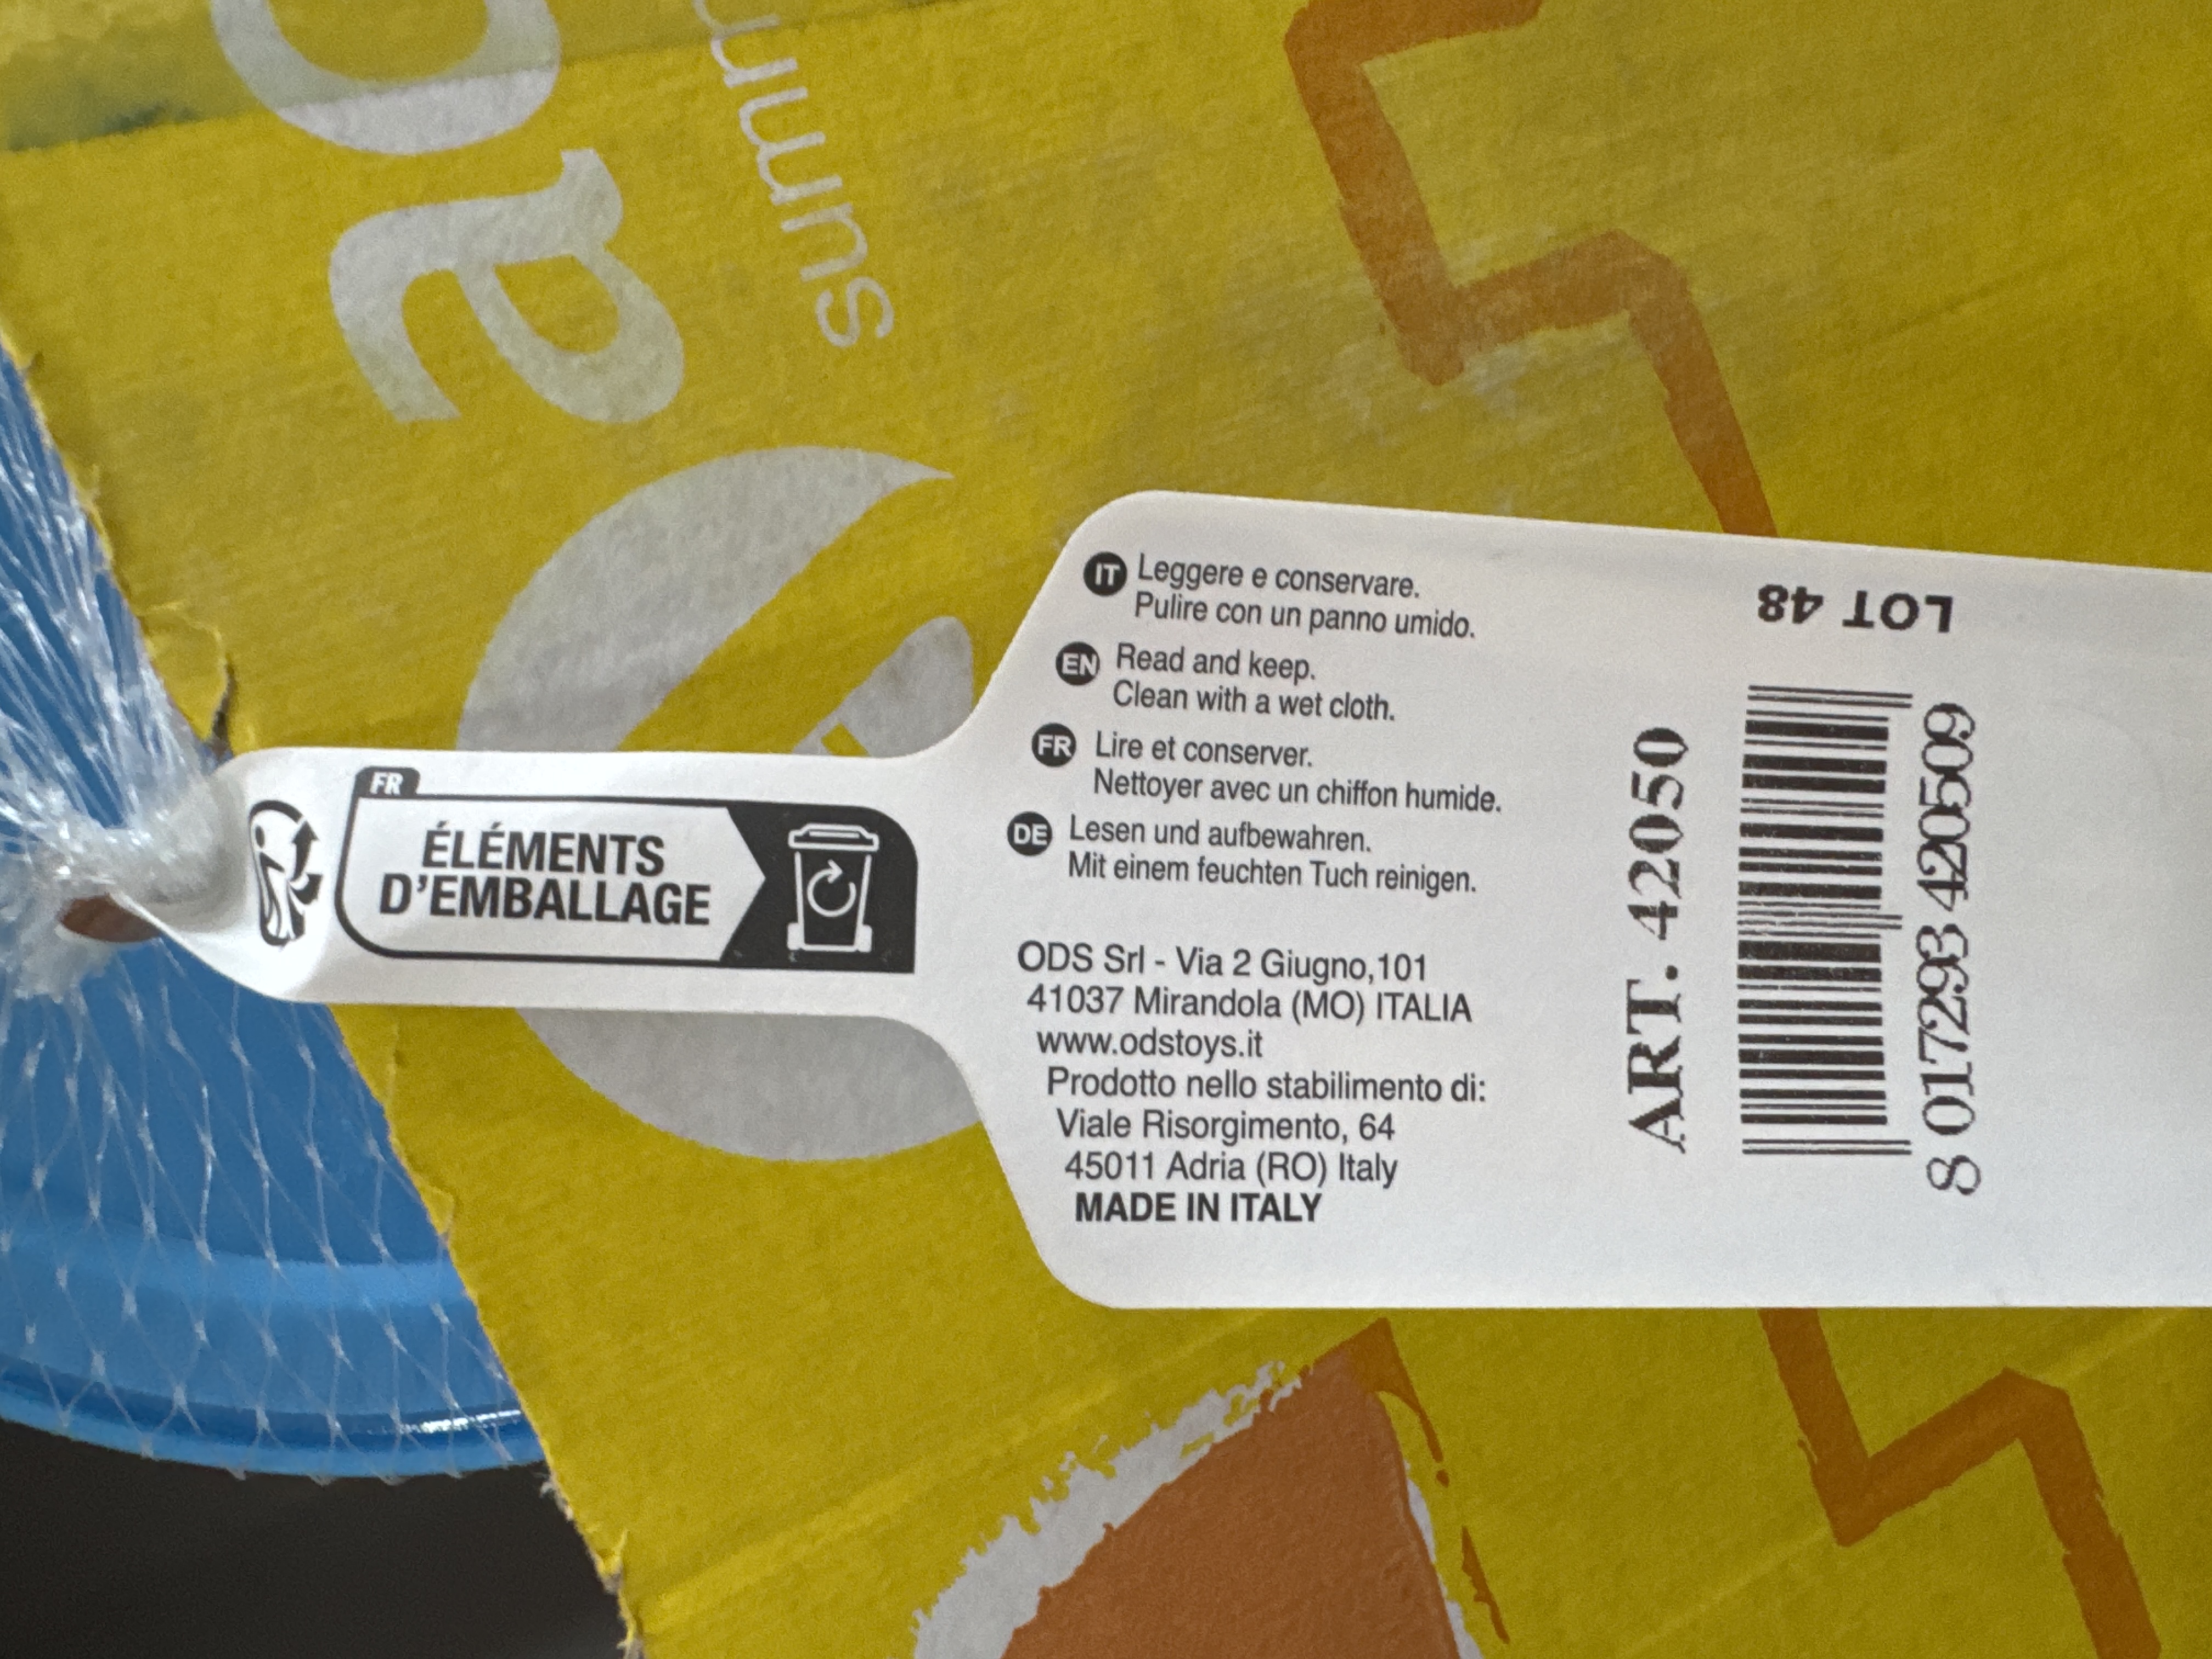 summ
FR
ÉLÉMENTS
D'EMBALLAGE
IT Leggere e conservare.
Pulire con un panno umido.
EN Read and keep.
Clean with a wet cloth.
FR Lire et conserver.
Nettoyer avec un chiffon humide.
DE Lesen und aufbewahren.
Mit einem feuchten Tuch reinigen.
ODS Srl - Via 2 Giugno,101
41037 Mirandola (MO) ITALIA
www.odstoys.it
Prodotto nello stabilimento di:
Viale Risorgimento, 64
45011 Adria (RO) Italy
MADE IN ITALY
ART. 42050
8 017293 420509
LOT 48